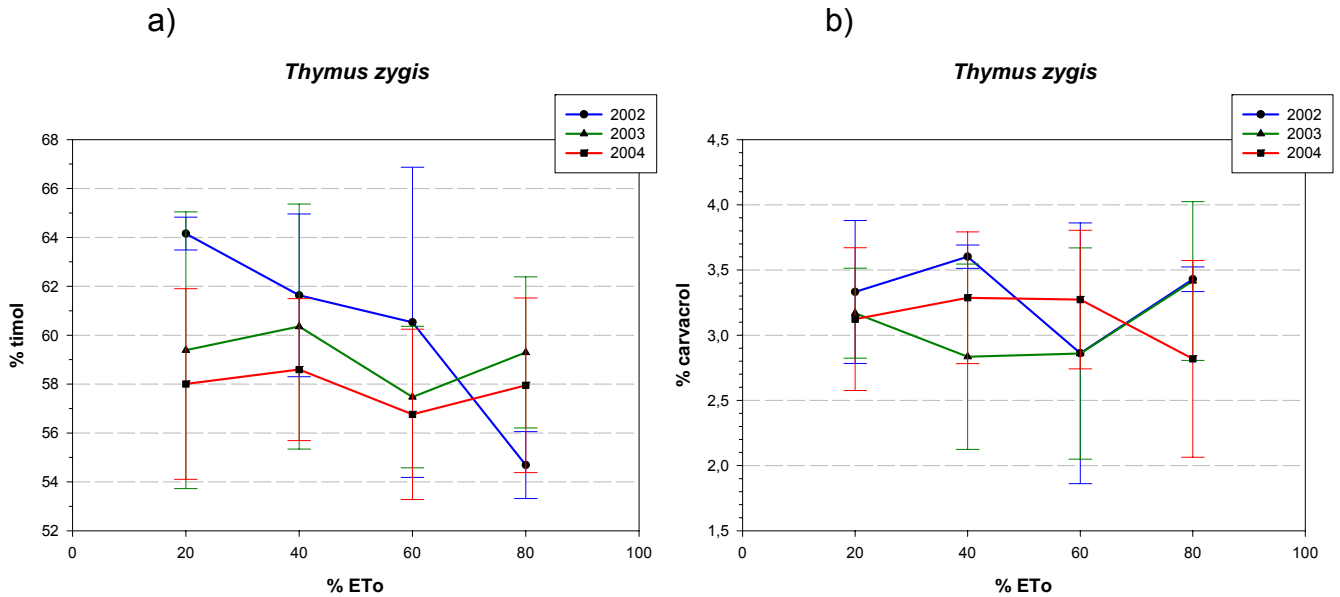 a)
Thymus zygis
2002
2003
2004
68
66
64
62
60
58
56
54
52
% timol
0 20 40 60 80 100
% ETo
b)
Thymus zygis
2002
2003
2004
4,5
4,0
3,5
3,0
2,5
2,0
1,5
% carvacrol
0 20 40 60 80 100
% ETo